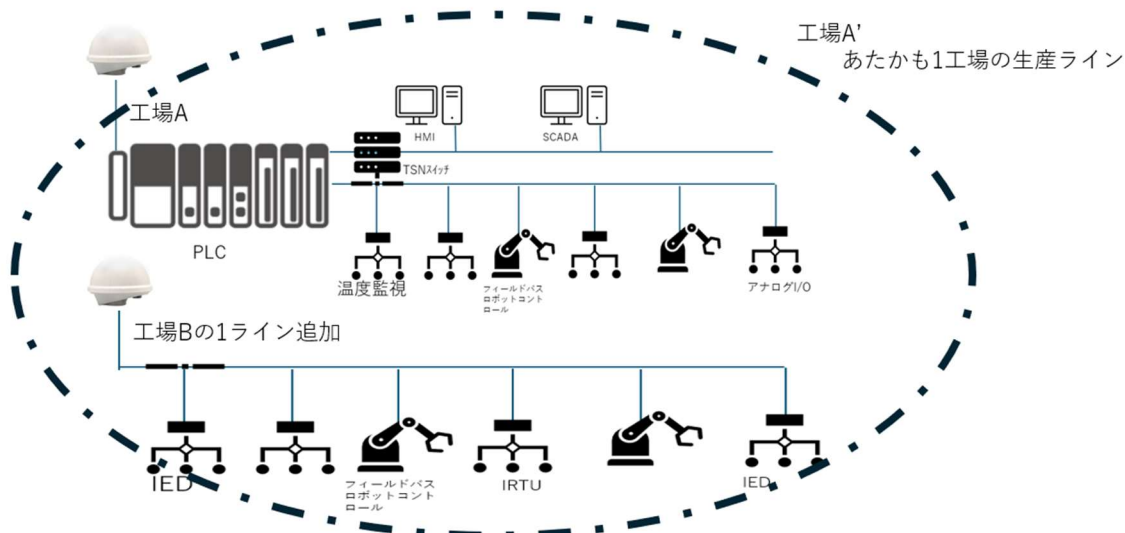 工場A’
あたかも1工場の生産ライン
工場A
HMI
SCADA
TSNスイッチ
PLC
温度監視
フィールドバス
ロボットコント
ロール
アナログI/O
工場Bの1ライン追加
IED
フィールドバス
ロボットコント
ロール
IRTU
IED